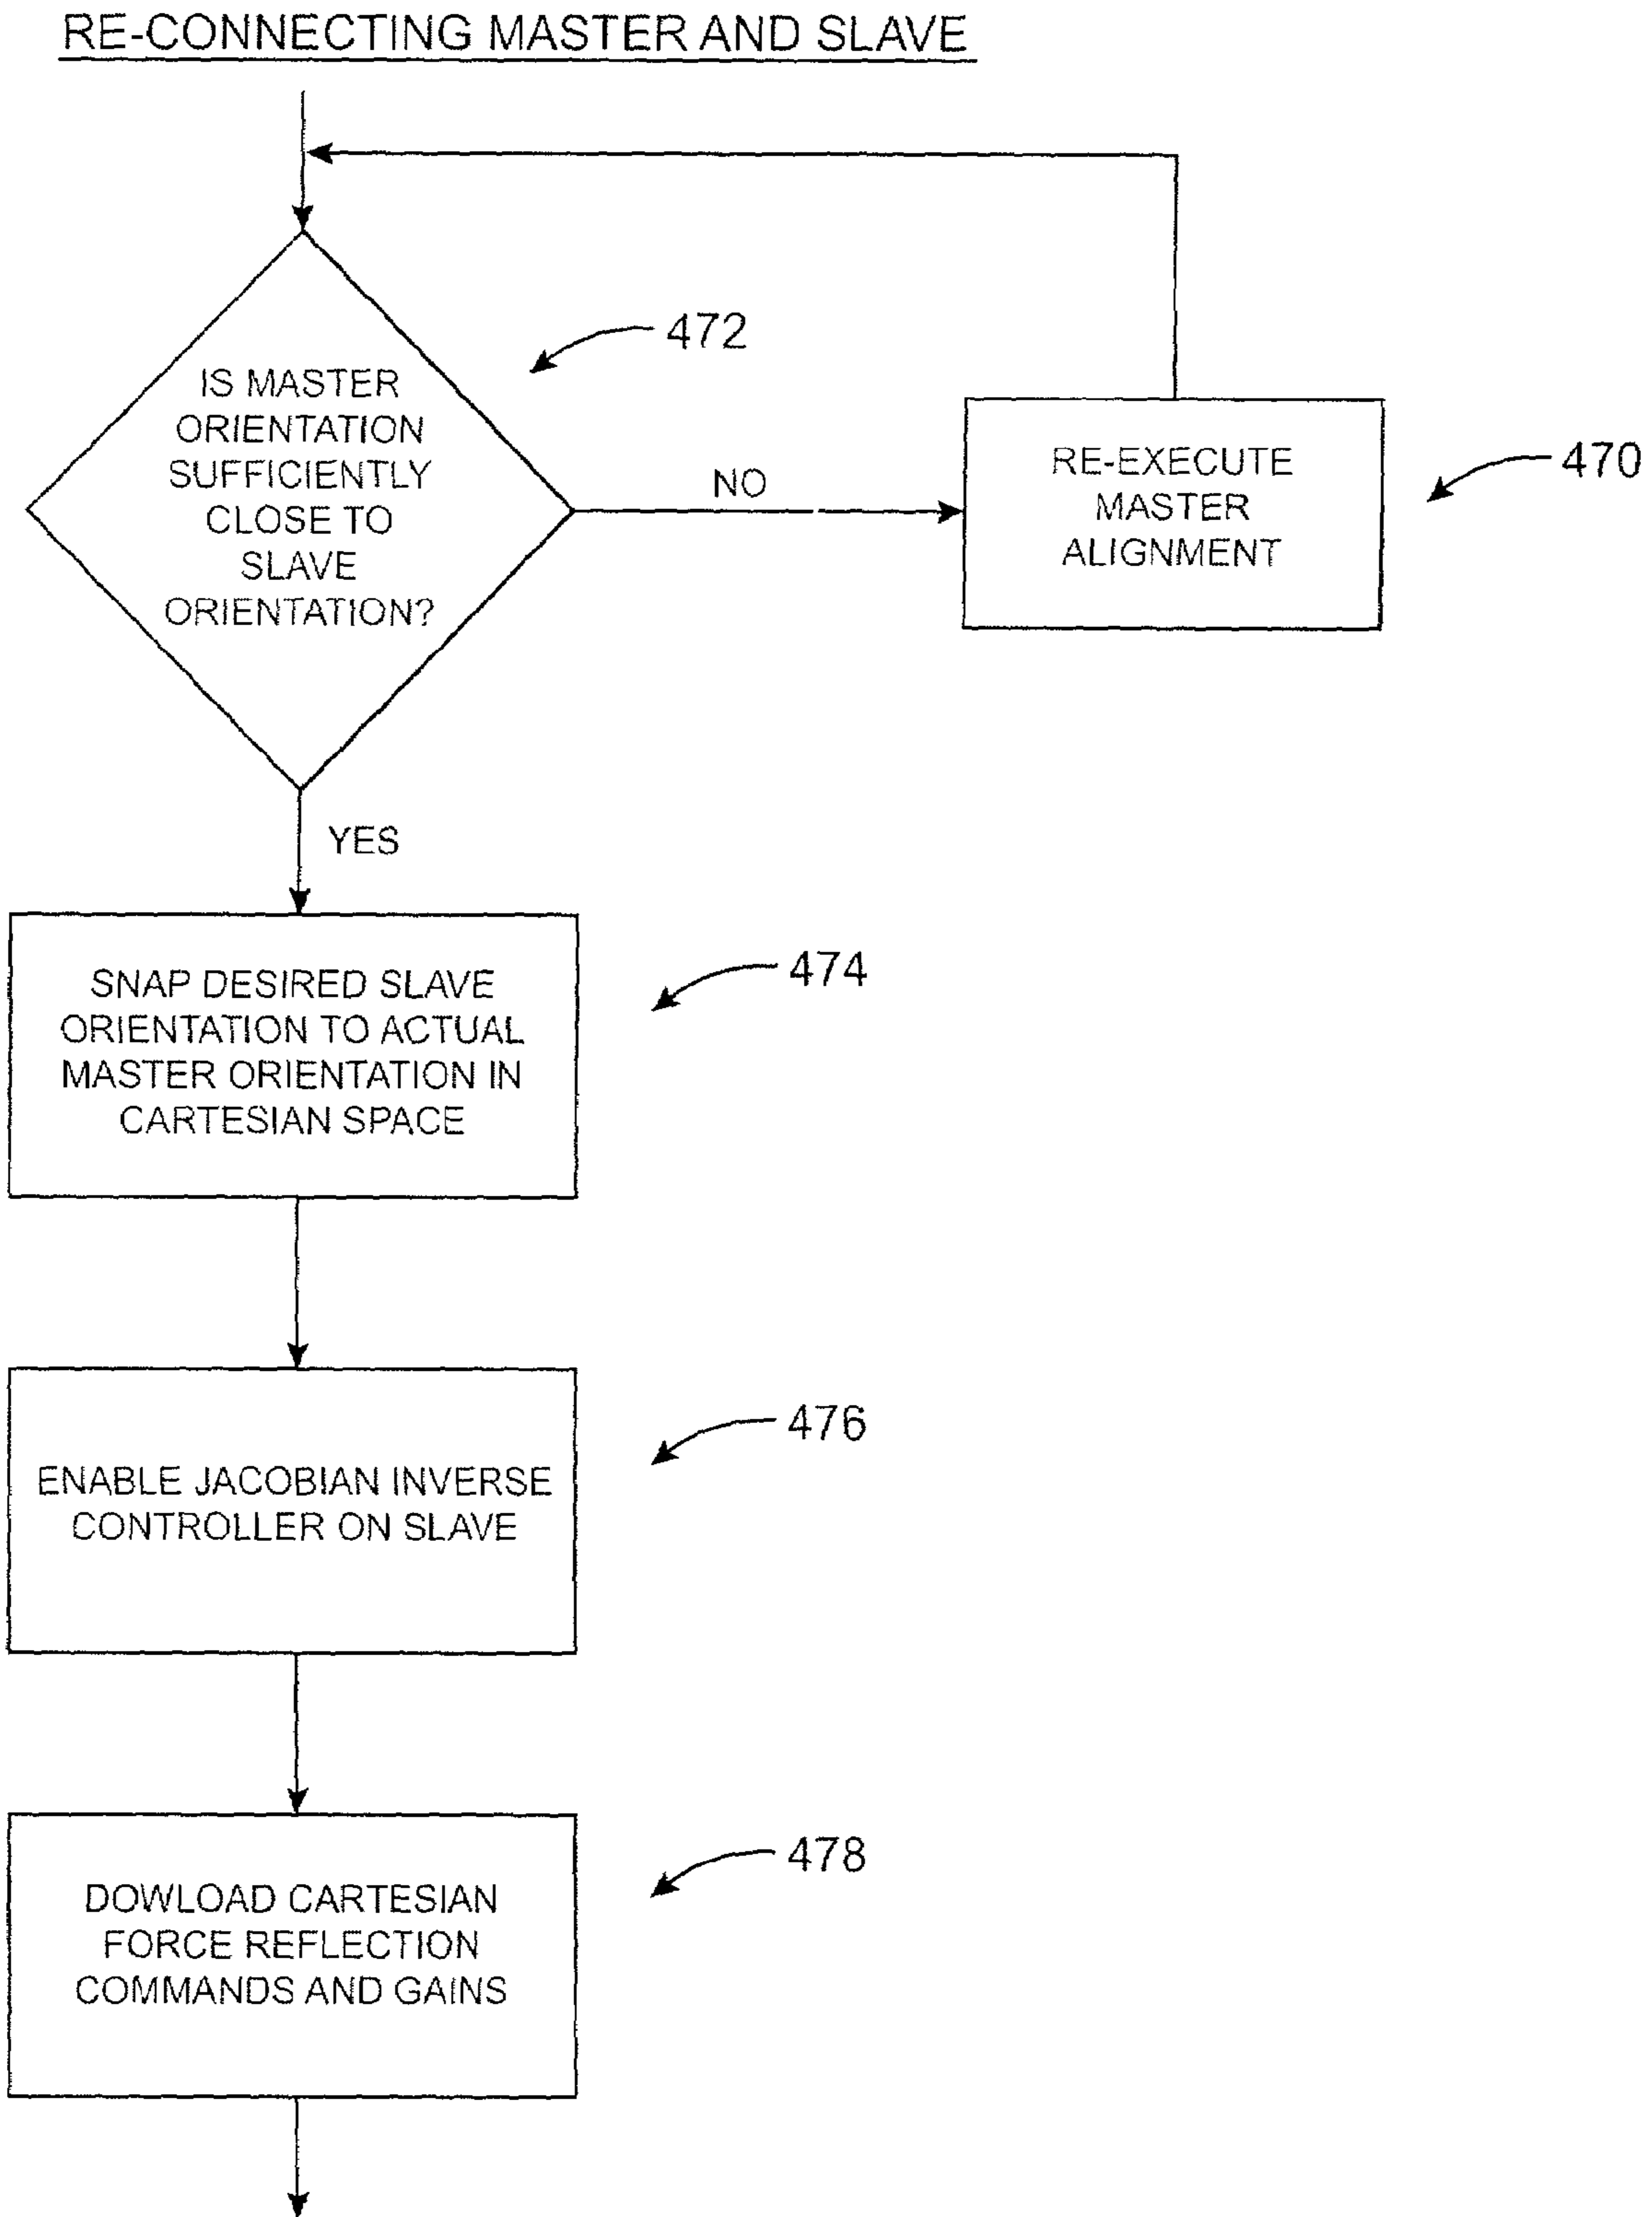 RE-CONNECTING MASTER AND SLAVE
472
IS MASTER
ORIENTATION
SUFFICIENTLY
CLOSE TO
SLAVE
ORIENTATION?
NO
RE-EXECUTE
MASTER
ALIGNMENT
470
YES
SNAP DESIRED SLAVE
ORIENTATION TO ACTUAL
MASTER ORIENTATION IN
CARTESIAN SPACE
474
ENABLE JACOBIAN INVERSE
CONTROLLER ON SLAVE
476
DOWLOAD CARTESIAN
FORCE REFLECTION
COMMANDS AND GAINS
478